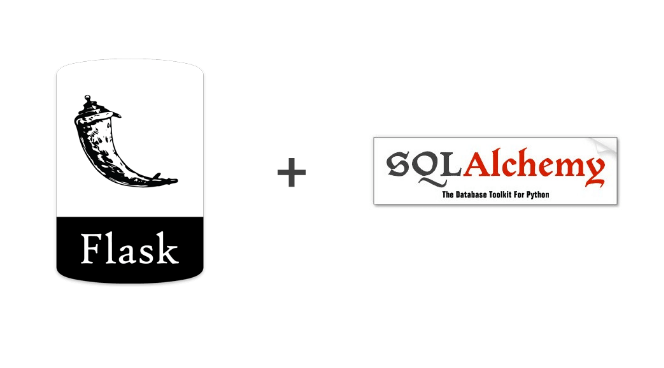 Flask
+
SQLAlchemy
The Database Toolkit For Python